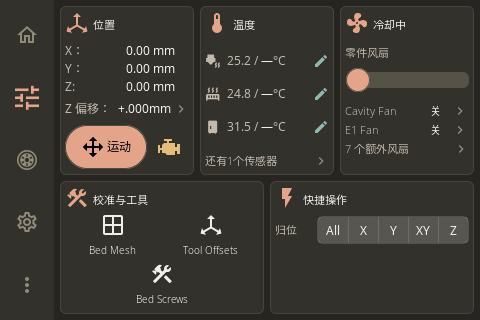 位置
X： 0.00 mm
Y： 0.00 mm
Z: 0.00 mm
Z 偏移： +.000mm
运动
温度
25.2 / —°C
24.8 / —°C
31.5 / —°C
还有1个传感器
冷却中
零件风扇
Cavity Fan 关
E1 Fan 关
7 个额外风扇
校准与工具
Bed Mesh
Tool Offsets
Bed Screws
快捷操作
归位 All X Y XY Z